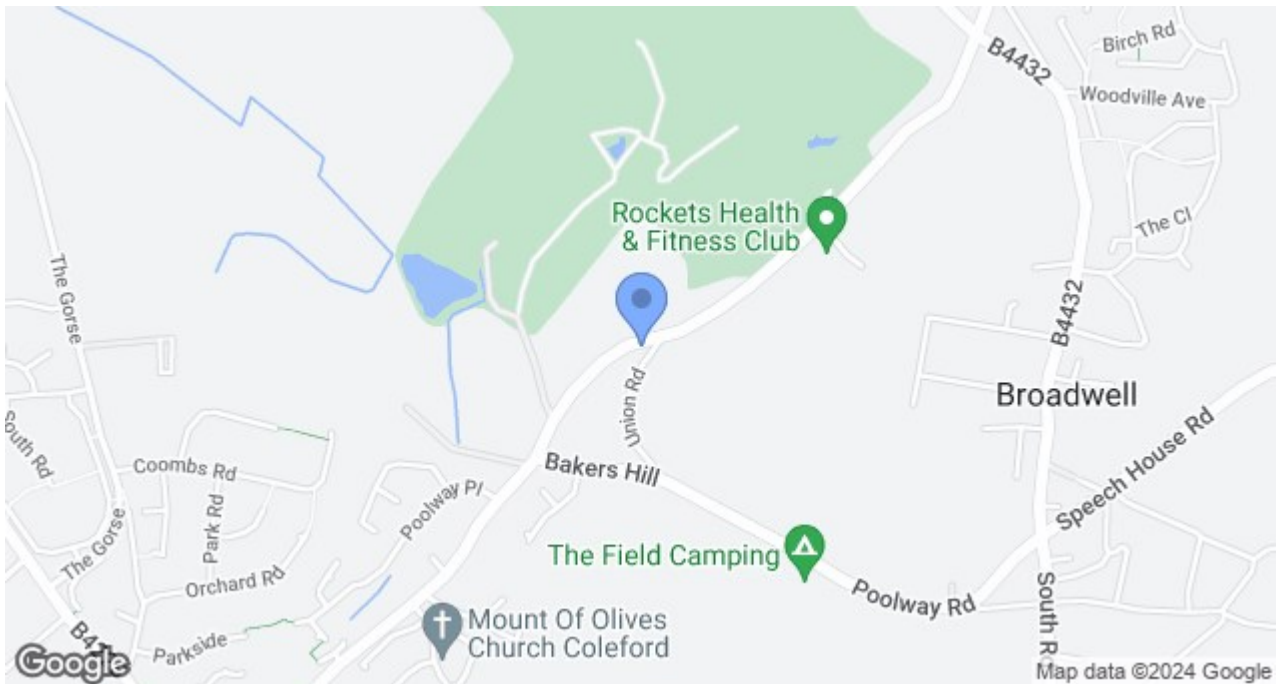 B4432
Birch Rd
Woodville Ave
Rockets Health
& Fitness Club
The Cl
The Gorse
B4432
Union Rd
Broadwell
South Rd
Coombs Rd
Bakers Hill
Speech House Rd
Park Rd
Poolway Pl
The Gorse
Orchard Rd
The Field Camping
Poolway Rd
South Rd
Mount Of Olives
Church Coleford
Parkside
Google
Map data ©2024 Google